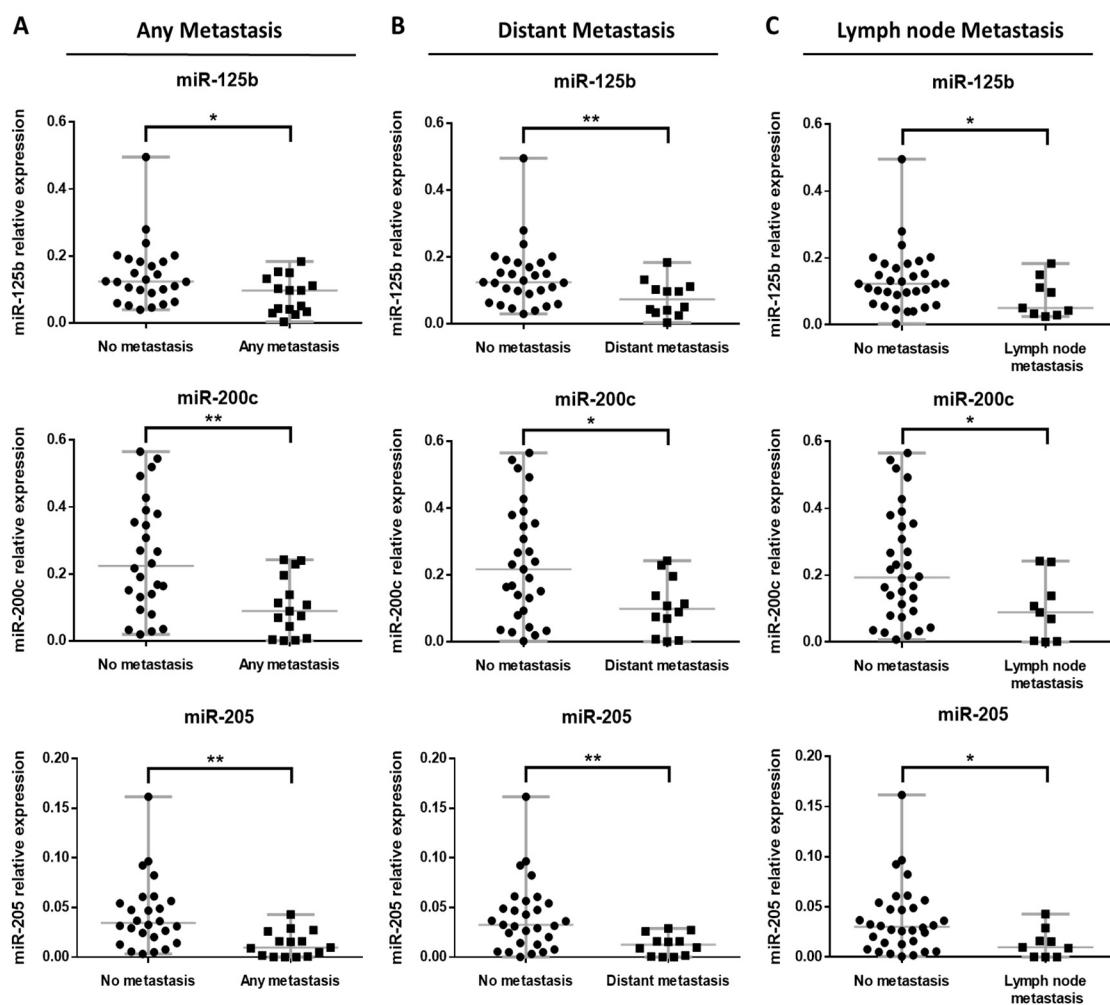 A Any Metastasis
B Distant Metastasis
C Lymph node Metastasis
miR-125b
miR-125b relative expression
0.6
0.4
0.2
0.0
*
No metastasis Any metastasis
miR-125b
miR-125b relative expression
0.6
0.4
0.2
0.0
**
No metastasis Distant metastasis
miR-125b
miR-125b relative expression
0.6
0.4
0.2
0.0
*
No metastasis Lymph node
metastasis
miR-200c
miR-200c relative expression
0.6
0.4
0.2
0.0
**
No metastasis Any metastasis
miR-200c
miR-200c relative expression
0.6
0.4
0.2
0.0
*
No metastasis Distant metastasis
miR-200c
miR-200c relative expression
0.6
0.4
0.2
0.0
*
No metastasis Lymph node
metastasis
miR-205
miR-205 relative expression
0.20
0.15
0.10
0.05
0.00
**
No metastasis Any metastasis
miR-205
miR-205 relative expression
0.20
0.15
0.10
0.05
0.00
**
No metastasis Distant metastasis
miR-205
miR-205 relative expression
0.20
0.15
0.10
0.05
0.00
*
No metastasis Lymph node
metastasis